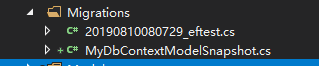 Migrations
C# 20190810080729_eftest.cs
+ C# MyDbContextModelSnapshot.cs